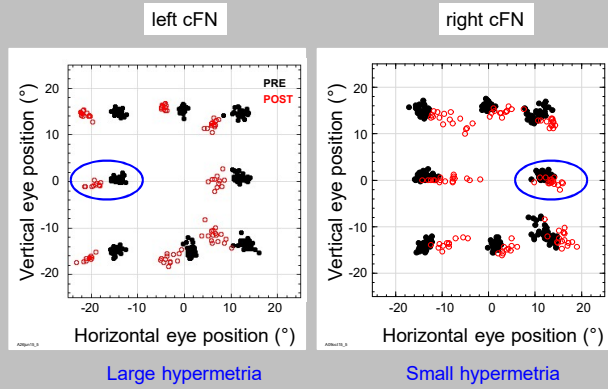 left cFN
right cFN
PRE
POST
Vertical eye position (°)
20
10
0
-10
-20
-20
-10
0
10
20
Horizontal eye position (°)
Large hypermetria
Vertical eye position (°)
20
10
0
-10
-20
-20
-10
0
10
20
Horizontal eye position (°)
Small hypermetria